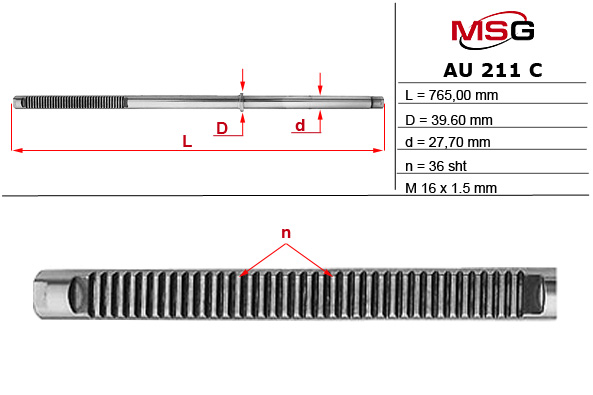 MSG
AU 211 C
L = 765,00 mm
D = 39.60 mm
d = 27,70 mm
n = 36 sht
M 16 x 1.5 mm
D
d
L
n